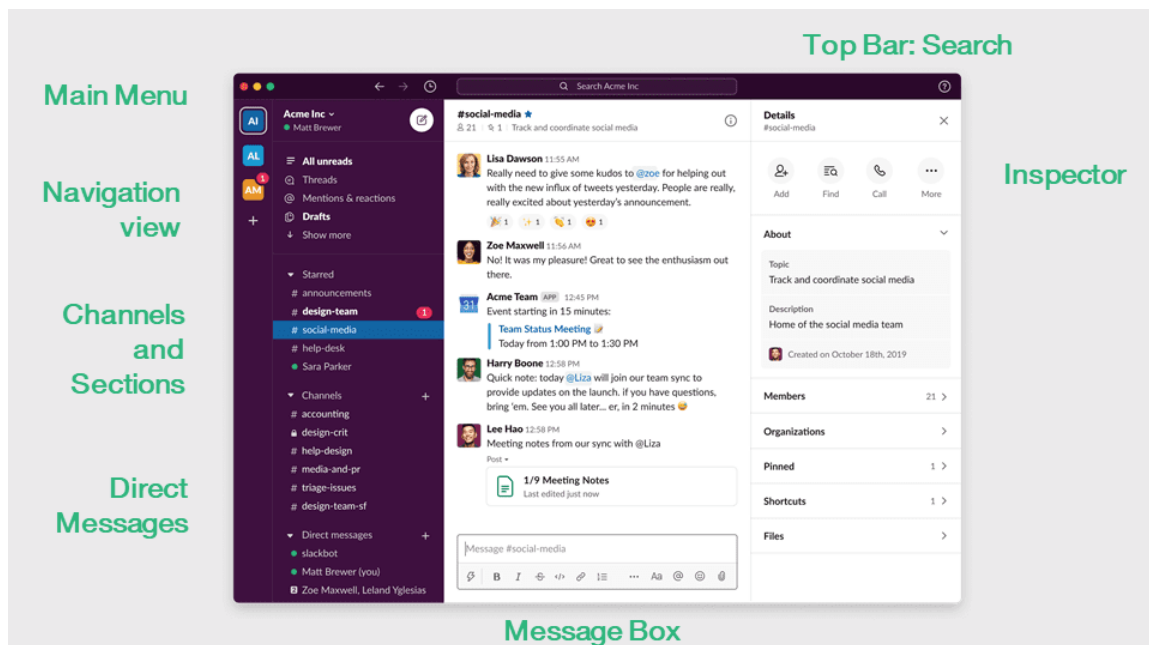 Top Bar: Search
Main Menu
Navigation
view
Channels
and
Sections
Direct
Messages
Inspector
Message Box
Search Acme Inc
AI
AL
AM
1
Acme Inc
Matt Brewer
All unreads
Threads
@ Mentions & reactions
Drafts
Show more
Starred
# announcements
# design-team 1
# social-media
# help-desk
Sara Parker
Channels +
# accounting
design-crit
# help-design
# media-and-pr
# triage-issues
# design-team-sf
Direct messages +
slackbot
Matt Brewer (you)
2 Zoe Maxwell, Leland Yglesias
#social-media
21 | 1 | Track and coordinate social media
Lisa Dawson 11:55 AM
Really need to give some kudos to @zoe for helping out
with the new influx of tweets yesterday. People are really,
really excited about yesterday's announcement.
1 1 1 1
Zoe Maxwell 11:56 AM
No! It was my pleasure! Great to see the enthusiasm out
there.
31
Acme Team APP 12:45 PM
Event starting in 15 minutes:
Team Status Meeting
Today from 1:00 PM to 1:30 PM
Harry Boone 12:58 PM
Quick note: today @Liza will join our team sync to
provide updates on the launch. if you have questions,
bring 'em. See you all later... er, in 2 minutes
Lee Hao 12:58 PM
Meeting notes from our sync with @Liza
Post
1/9 Meeting Notes
Last edited just now
Message #social-media
B I S </> ... Aa @
Details
#social-media
Add Find Call More
About
Topic
Track and coordinate social media
Description
Home of the social media team
Created on October 18th, 2019
Members 21
Organizations
Pinned 1
Shortcuts 1
Files